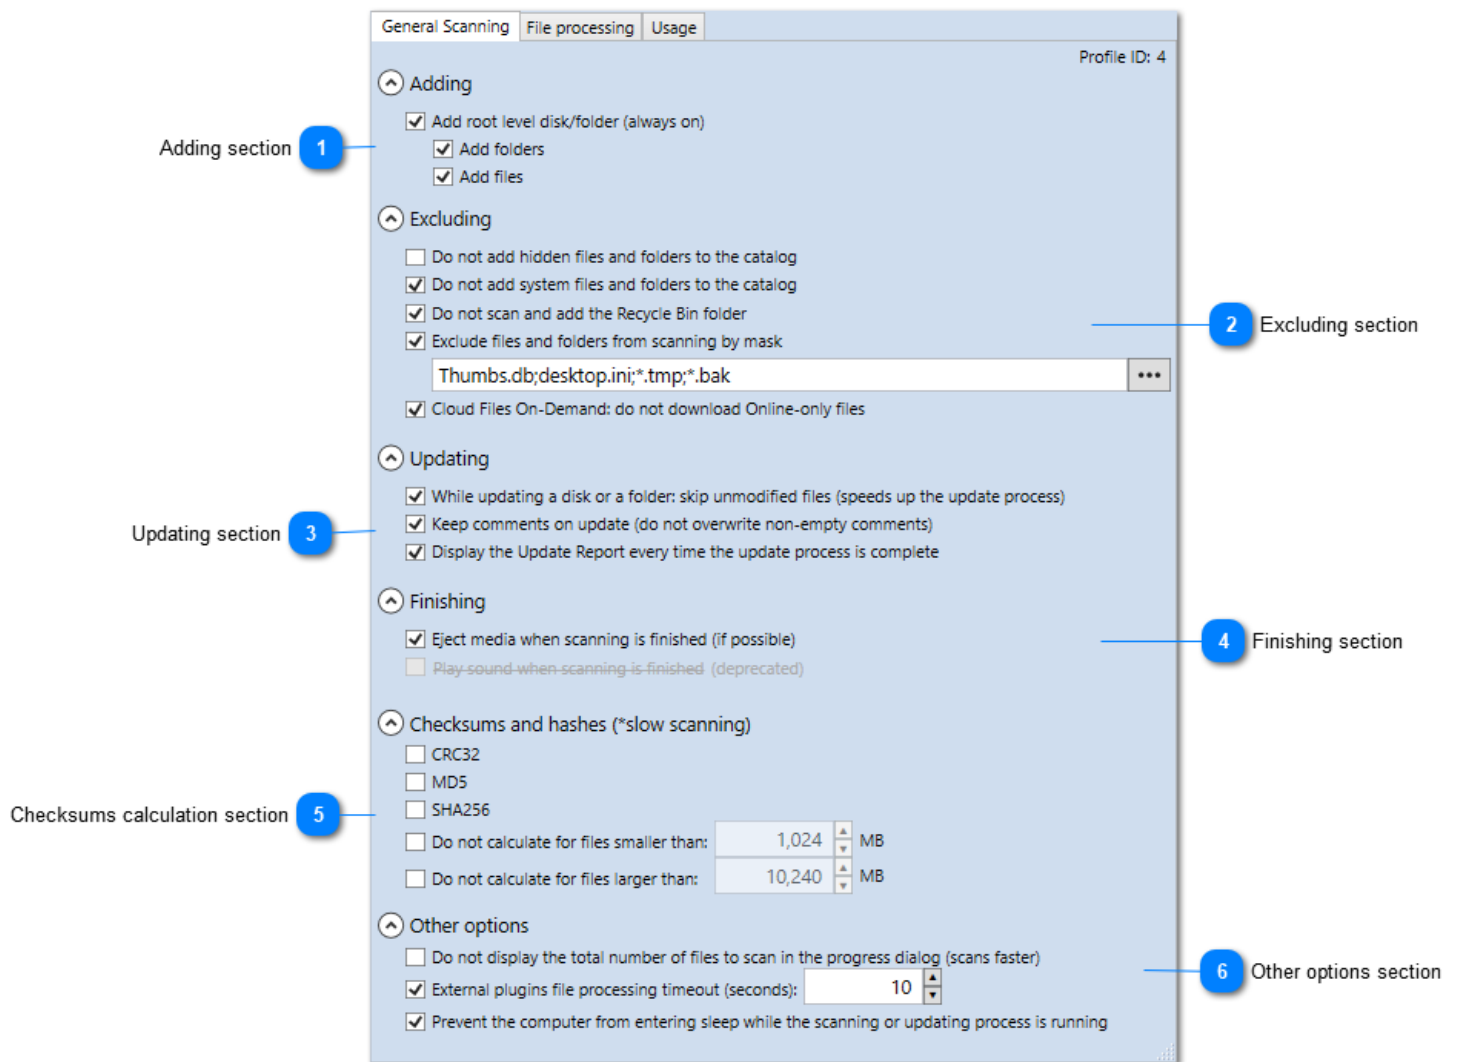 General Scanning File processing Usage
Profile ID: 4
Adding
Add root level disk/folder (always on)
Adding section 1
Add folders
Add files
Excluding
Do not add hidden files and folders to the catalog
Do not add system files and folders to the catalog
Do not scan and add the Recycle Bin folder
2 Excluding section
Exclude files and folders from scanning by mask
Thumbs.db;desktop.ini;*.tmp;*.bak •••
Cloud Files On-Demand: do not download Online-only files
Updating
While updating a disk or a folder: skip unmodified files (speeds up the update process)
Keep comments on update (do not overwrite non-empty comments)
Updating section 3
Display the Update Report every time the update process is complete
Finishing
Eject media when scanning is finished (if possible)
4 Finishing section
Play sound when scanning is finished (deprecated)
Checksums and hashes (*slow scanning)
CRC32
MD5
SHA256
Checksums calculation section 5
Do not calculate for files smaller than: 1,024 MB
Do not calculate for files larger than: 10,240 MB
Other options
Do not display the total number of files to scan in the progress dialog (scans faster)
6 Other options section
External plugins file processing timeout (seconds): 10
Prevent the computer from entering sleep while the scanning or updating process is running